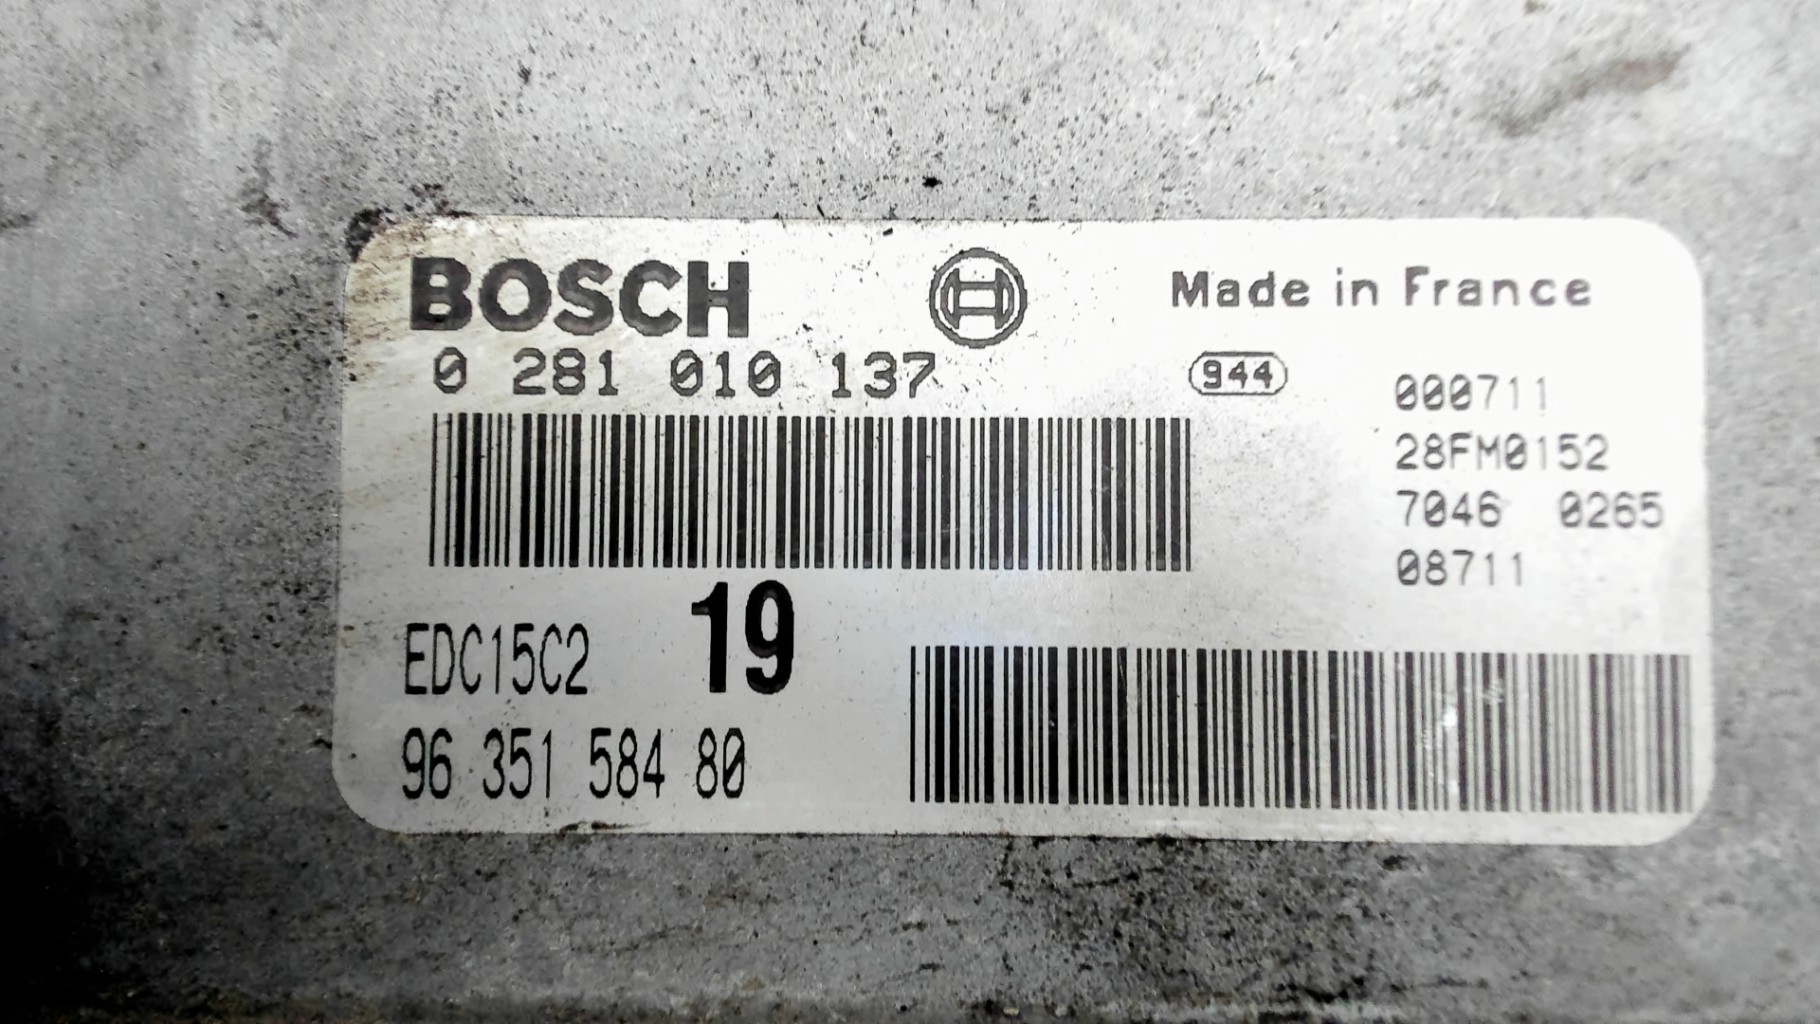 BOSCH
Made in France
0 281 010 137
944
000711
28FM0152
7046 0265
08711
EDC15C2 19
96 351 584 80